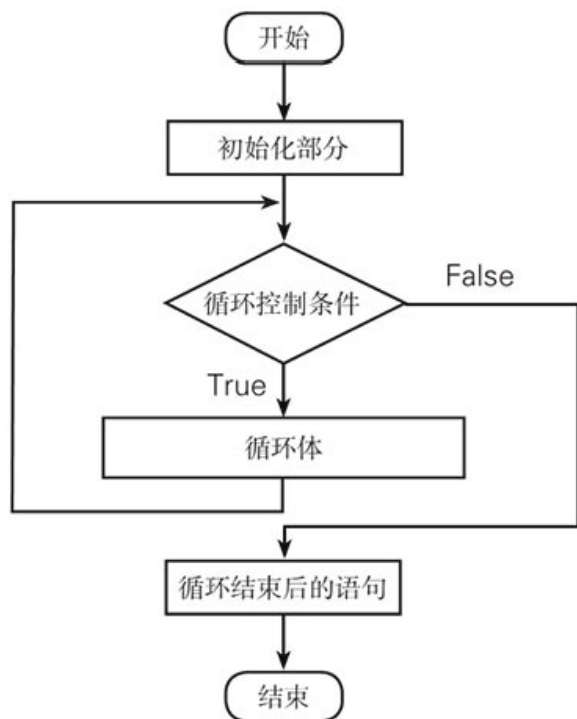 开始
初始化部分
循环控制条件
False
True
循环体
循环结束后的语句
结束